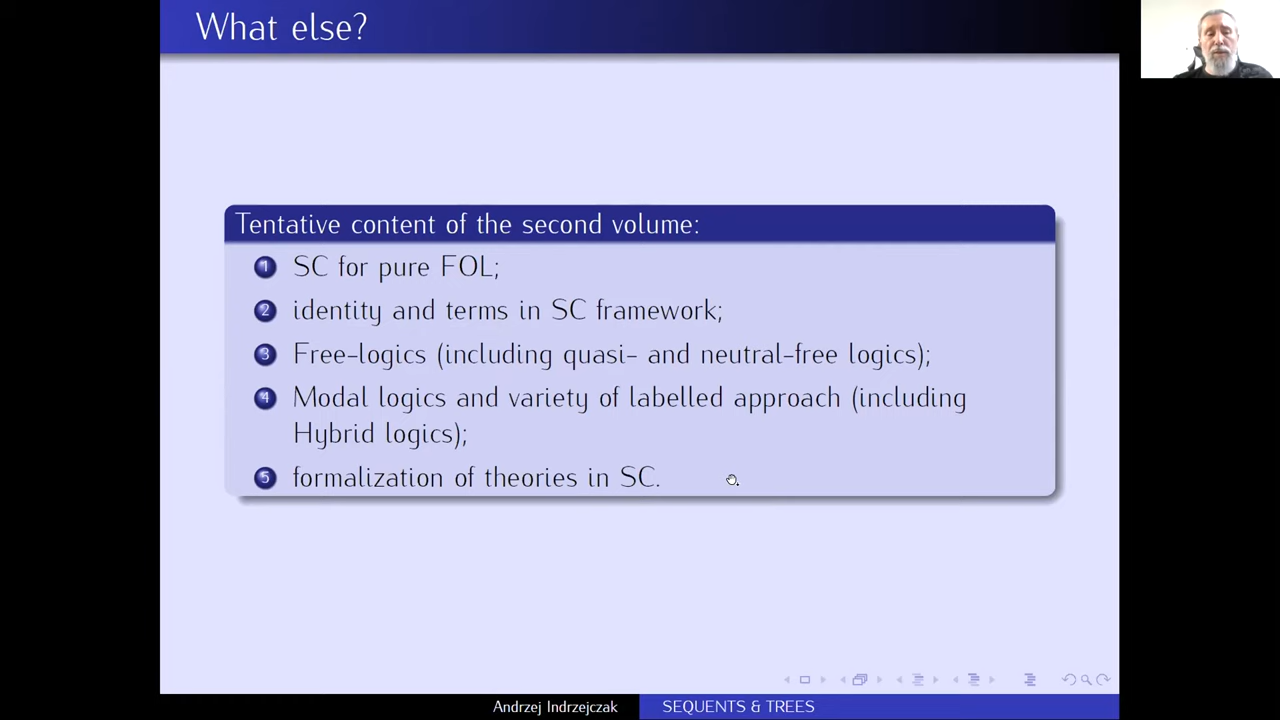 What else?
Tentative content of the second volume:
1 SC for pure FOL;
2 identity and terms in SC framework;
3 Free-logics (including quasi- and neutral-free logics);
4 Modal logics and variety of labelled approach (including
Hybrid logics);
5 formalization of theories in SC.
Andrzej Indrzejczak SEQUENTS & TREES